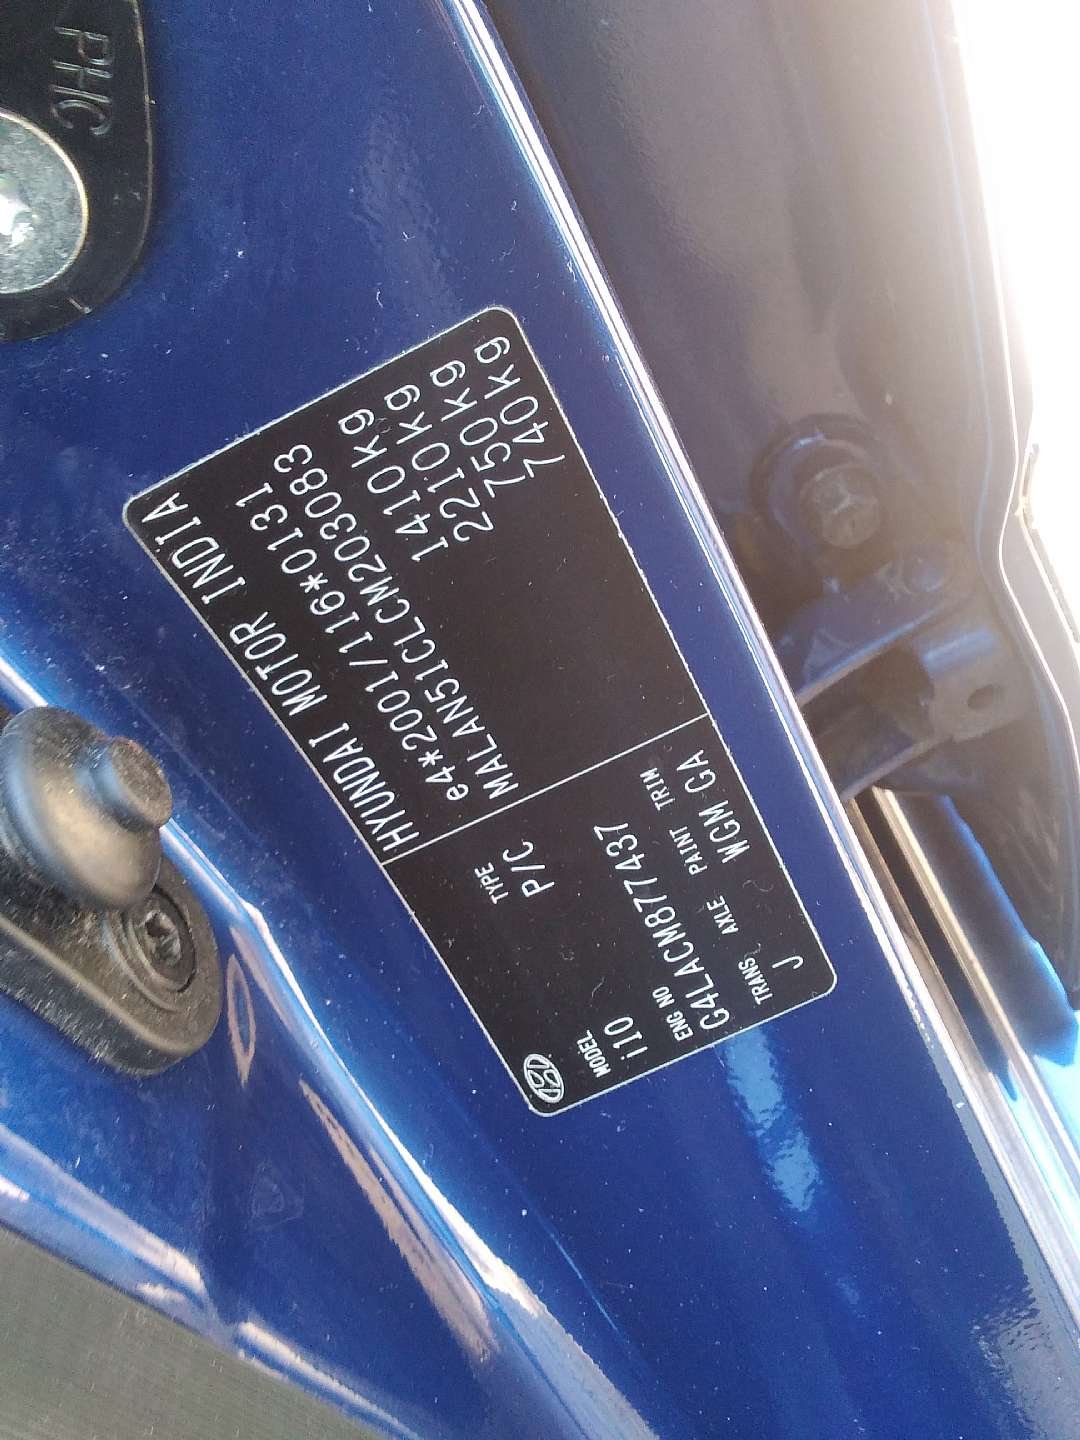 PHC
HYUNDAI MOTOR INDIA
e4*2001/116*0131
MALAN51CLCM203083
1410kg
2210kg
750kg
740kg
TYPE
P/C
MODEL
i10
ENG NO
G4LACM877437
TRANS AXLE PAINT TRIM
J WGM GA